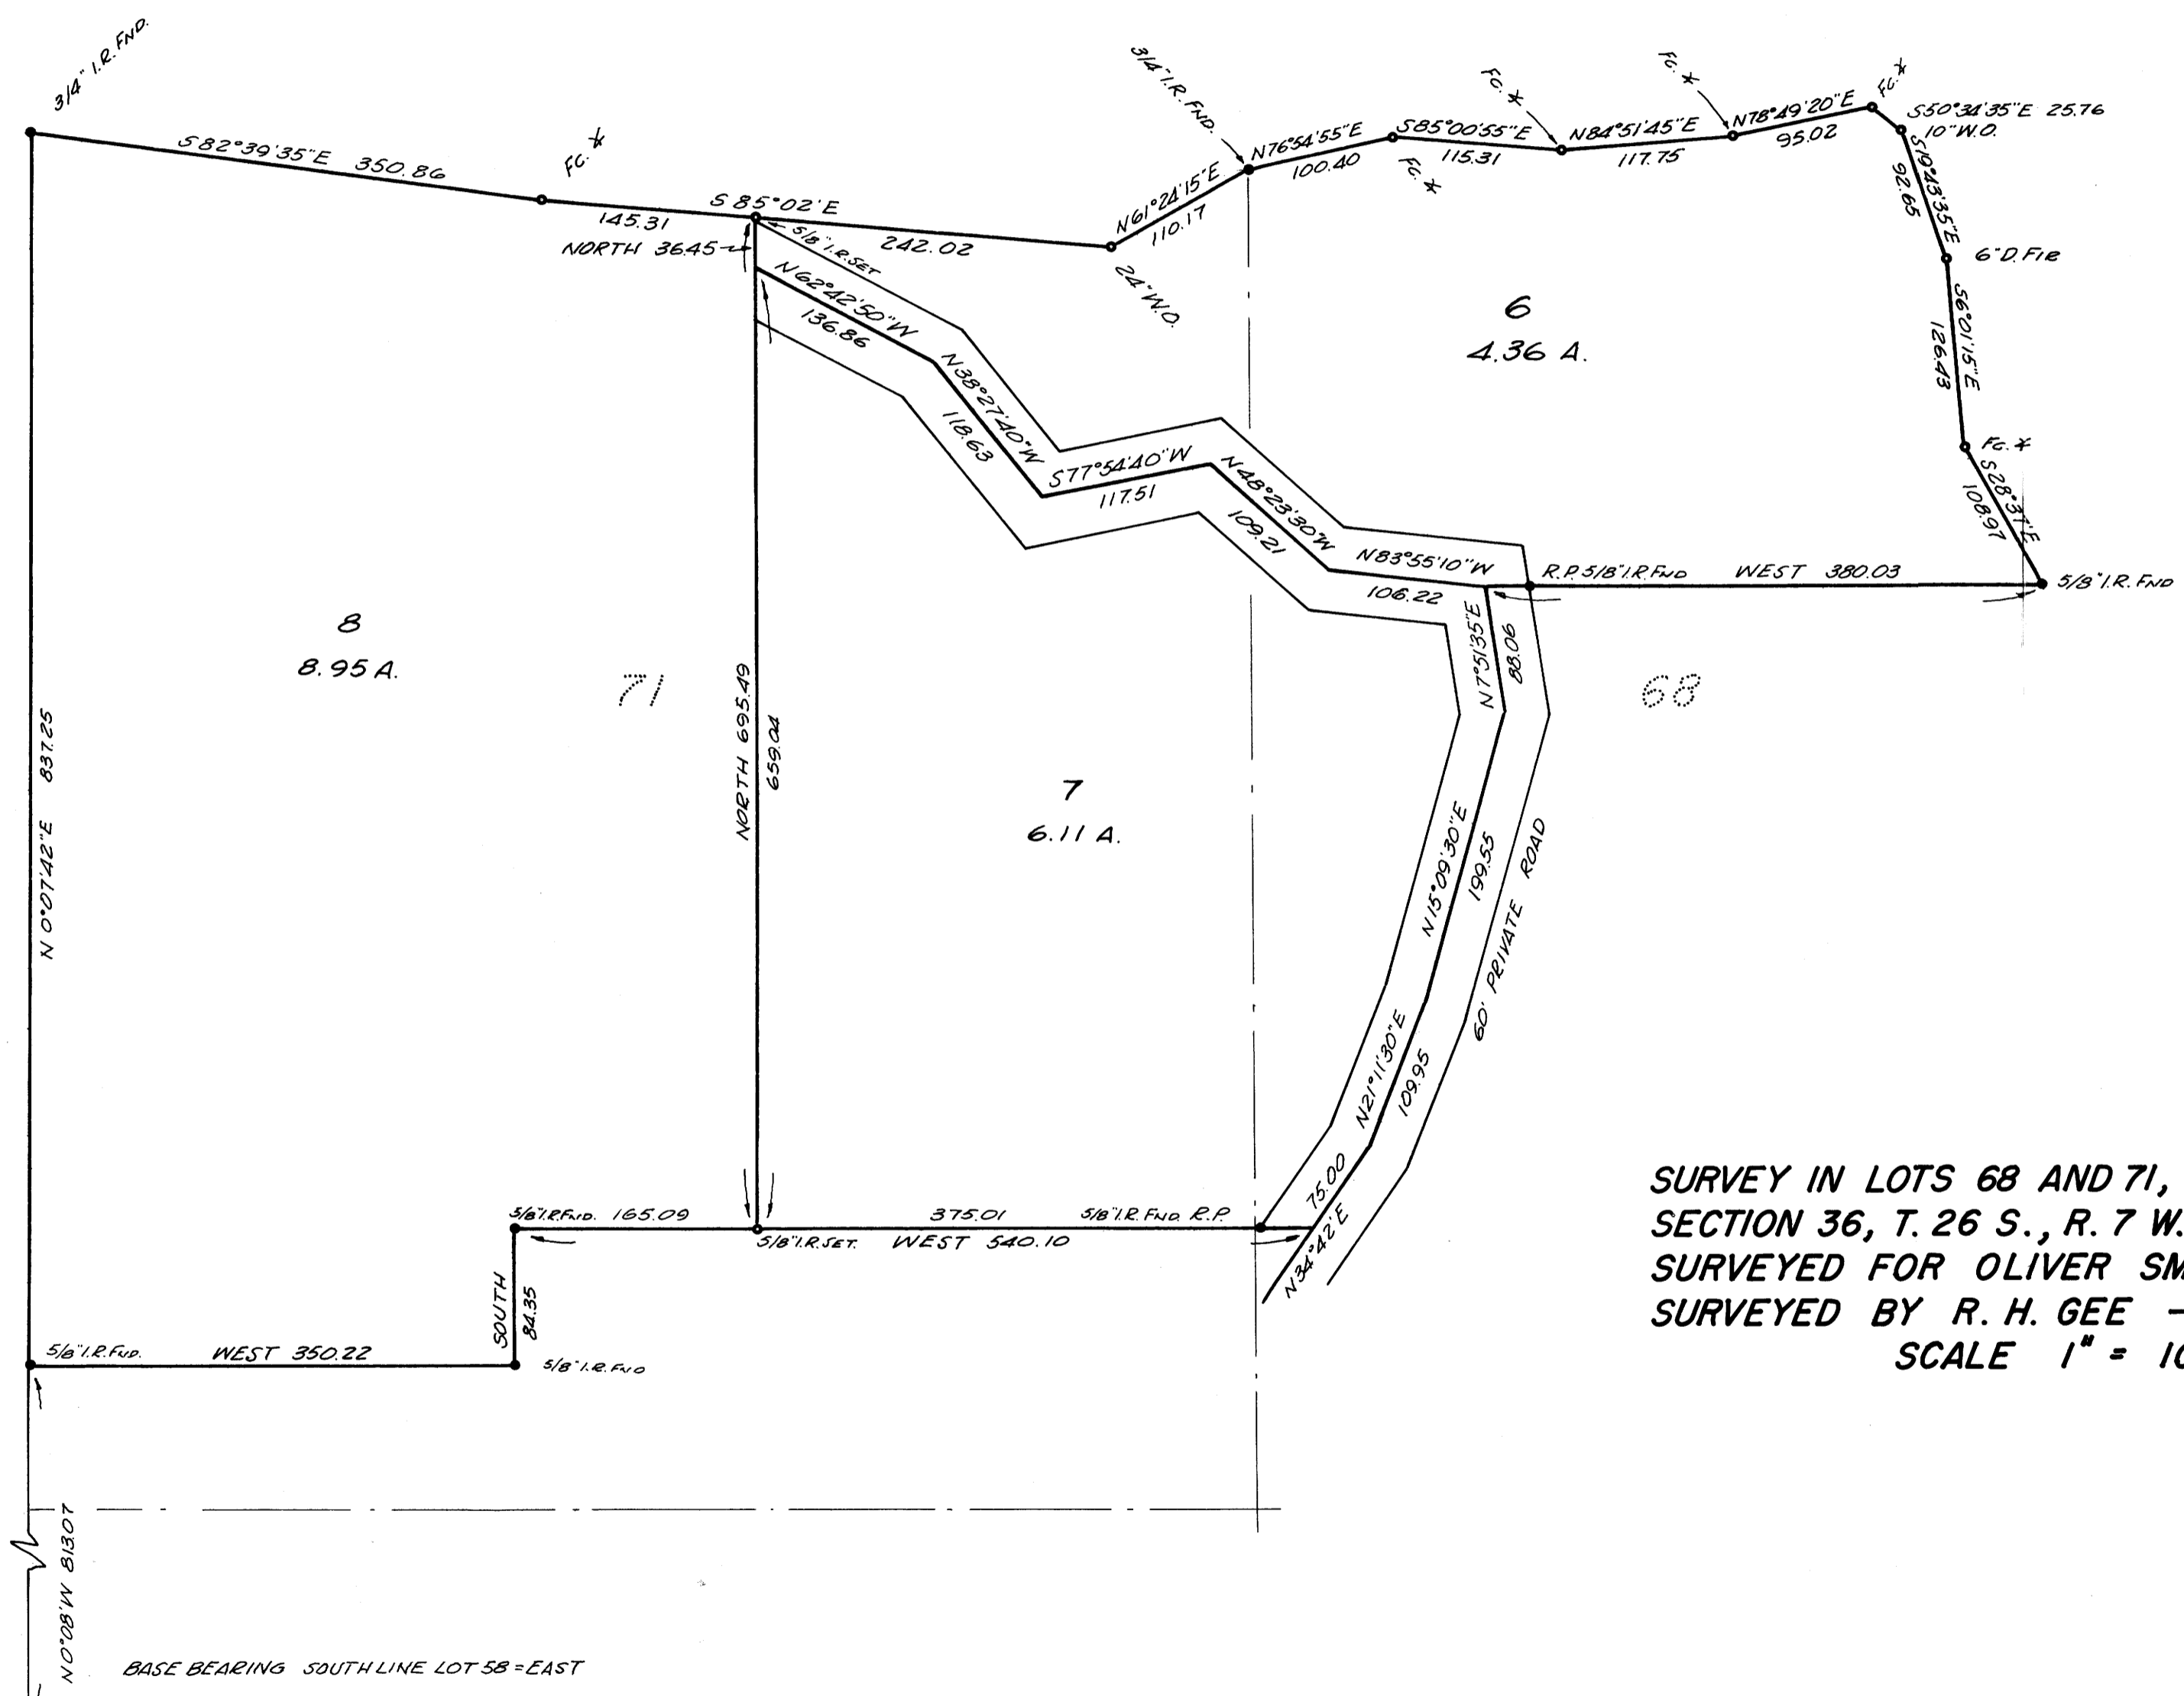 3/4" I.R. FND.
S 82°39'35"E 350.86
FC. X
145.31
S 85°02'E
NORTH 36.45
5/8" I.R. SET
242.02
24" W.O.
N61°24'15"E
110.17
3/4" I.R. FND.
N76°54'55"E
100.40
FC. X
S85°00'55"E
115.31
FC. X
N84°51'45"E
117.75
FC. X
N78°49'20"E
95.02
FC. X
S50°34'35"E 25.76
10" W.O.
S19°43'35"E
92.65
6" D. FIR
S6°01'15"E
126.43
FC. X
S28°31'E
108.97
5/8" I.R. FND
6
4.36 A.
N62°42'50"W
136.86
N38°27'40"W
118.63
S77°54'40"W
117.51
N48°23'30"W
109.21
N83°55'10"W
106.22
R.P. 5/8" I.R. FND WEST 380.03
N7°51'35"E
88.06
8
8.95 A.
71
68
N 0°07'42"E 837.25
NORTH 695.49
659.04
7
6.11 A.
N15°09'30"E
199.55
60' PRIVATE ROAD
N21°11'30"E
109.95
75.00
N34°42'E
5/8" I.R. FND. 165.09
375.01
5/8" I.R. FND. R.P.
5/8" I.R. SET. WEST 540.10
SOUTH
84.35
5/8" I.R. FND.
WEST 350.22
5/8" I.R. FND
SURVEY IN LOTS 68 AND 71,
SECTION 36, T. 26 S., R. 7 W.
SURVEYED FOR OLIVER SM
SURVEYED BY R. H. GEE -
SCALE 1" = 10
N0°08'W 813.07
BASE BEARING SOUTH LINE LOT 58 = EAST